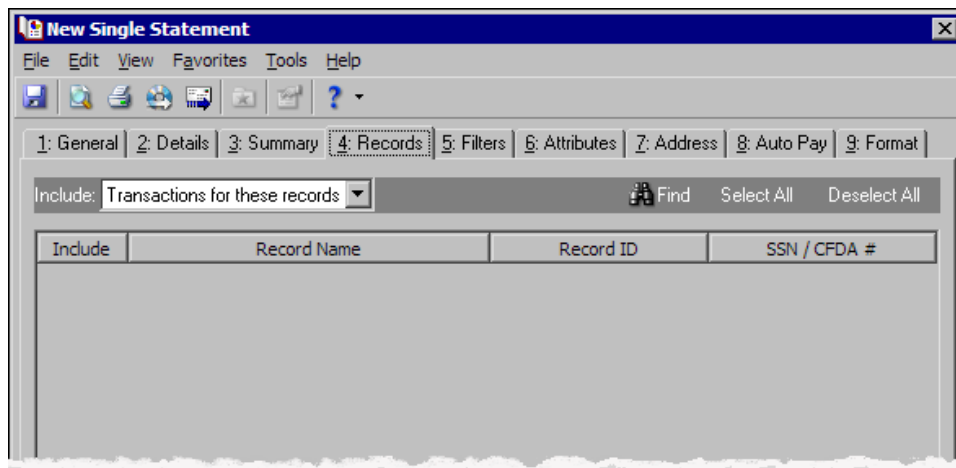 New Single Statement
File Edit View Favorites Tools Help
?
1: General 2: Details 3: Summary 4: Records 5: Filters 6: Attributes 7: Address 8: Auto Pay 9: Format
Include: Transactions for these records Find Select All Deselect All
Include Record Name Record ID SSN / CFDA #